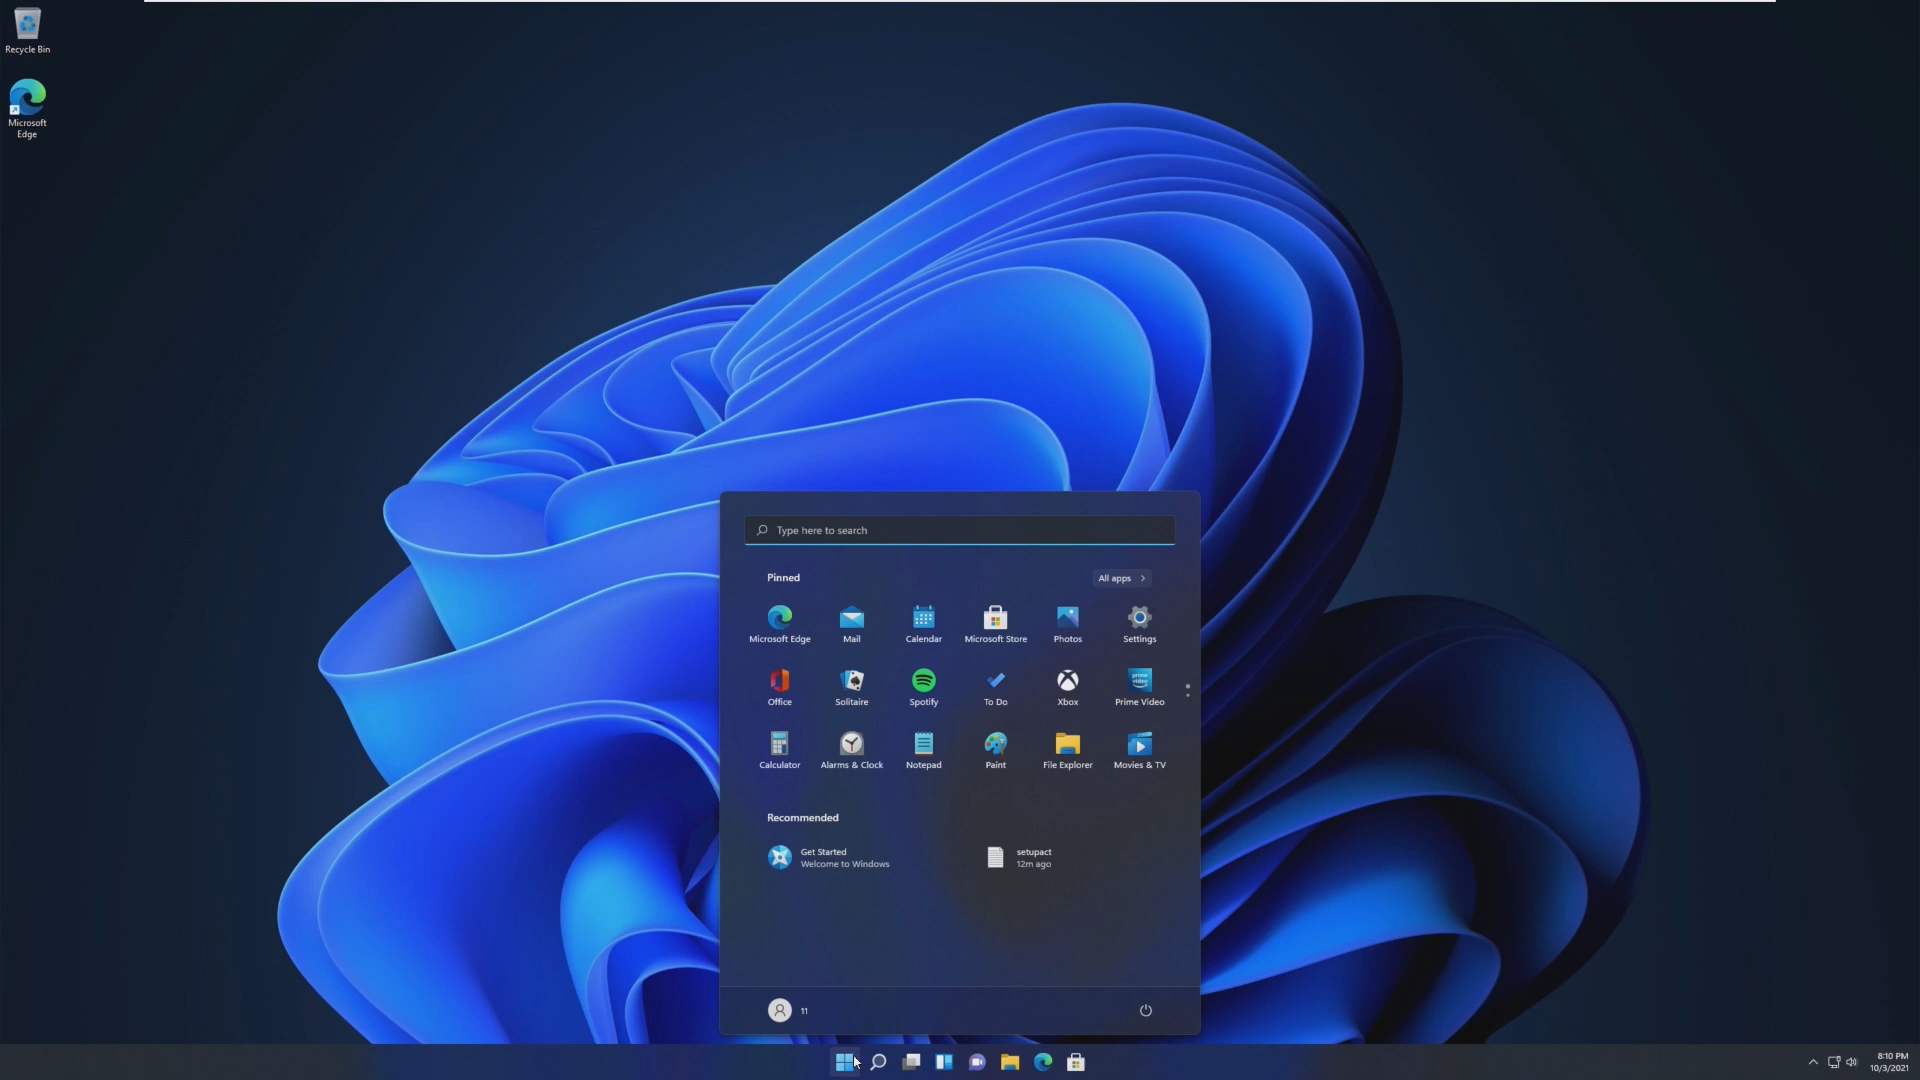 Recycle Bin
Microsoft
Edge
Type here to search
Pinned
All apps
Microsoft Edge
Mail
Calendar
Microsoft Store
Photos
Settings
Office
Solitaire
Spotify
To Do
Xbox
prime
video
Prime Video
Calculator
Alarms & Clock
Notepad
Paint
File Explorer
Movies & TV
Recommended
Get Started
Welcome to Windows
setupact
12m ago
11
8:10 PM
10/3/2021